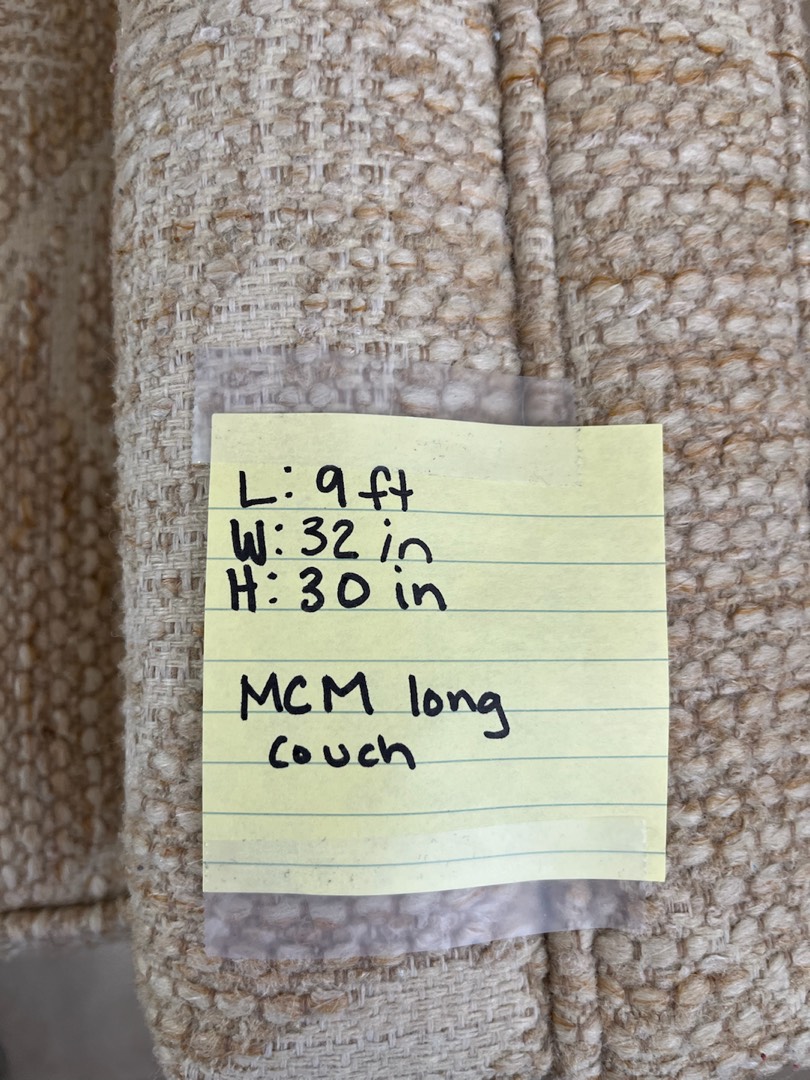 L: 9 ft
W: 32 in
H: 30 in
MCM long
couch